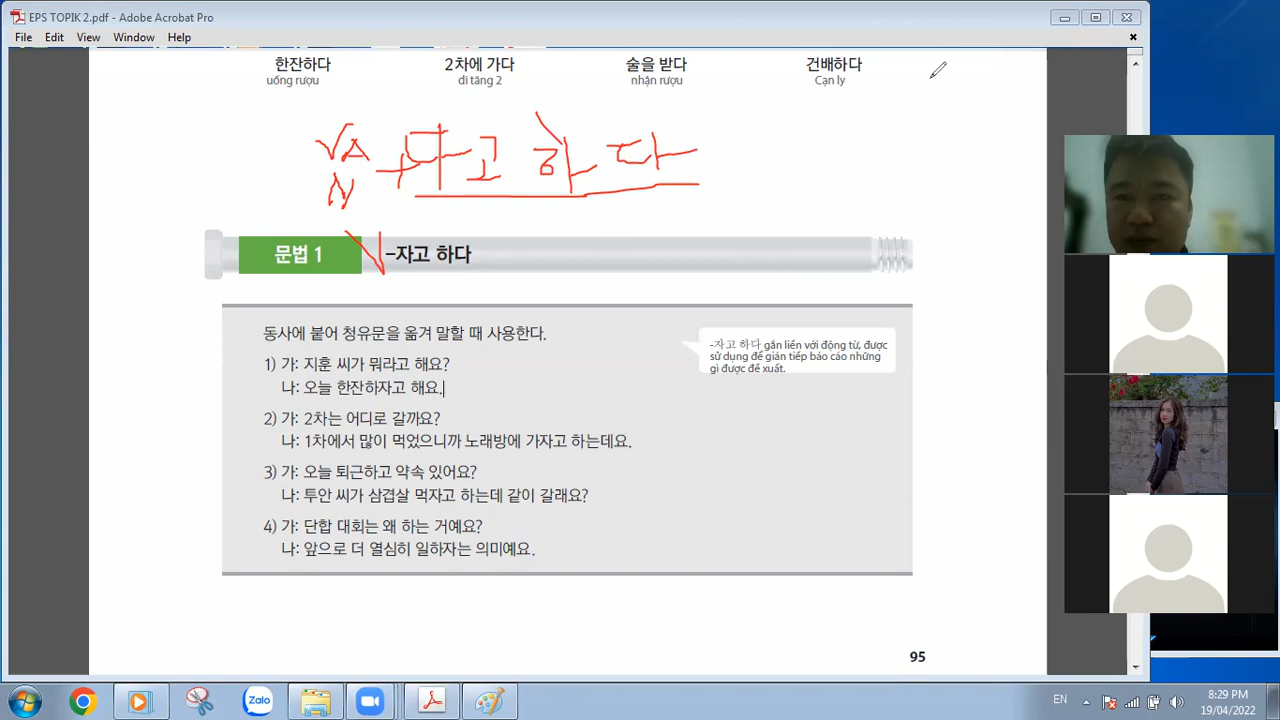 EPS TOPIK 2.pdf - Adobe Acrobat Pro
File Edit View Window Help
한잔하다 2차에 가다 술을 받다 건배하다
uống rượu đi tăng 2 nhận rượu Cạn ly
VA
N
다고 하다
문법 1 V -자고 하다
동사에 붙어 청유문을 옮겨 말할 때 사용한다.
-자고 하다 gắn liền với động từ, được
sử dụng để gián tiếp báo cáo những
gì được đề xuất.
1) 가: 지훈 씨가 뭐라고 해요?
나: 오늘 한잔하자고 해요.
2) 가: 2차는 어디로 갈까요?
나: 1차에서 많이 먹었으니까 노래방에 가자고 하는데요.
3) 가: 오늘 퇴근하고 약속 있어요?
나: 투안 씨가 삼겹살 먹자고 하는데 같이 갈래요?
4) 가: 단합 대회는 왜 하는 거예요?
나: 앞으로 더 열심히 일하자는 의미예요.
95
Zalo
EN
8:29 PM
19/04/2022